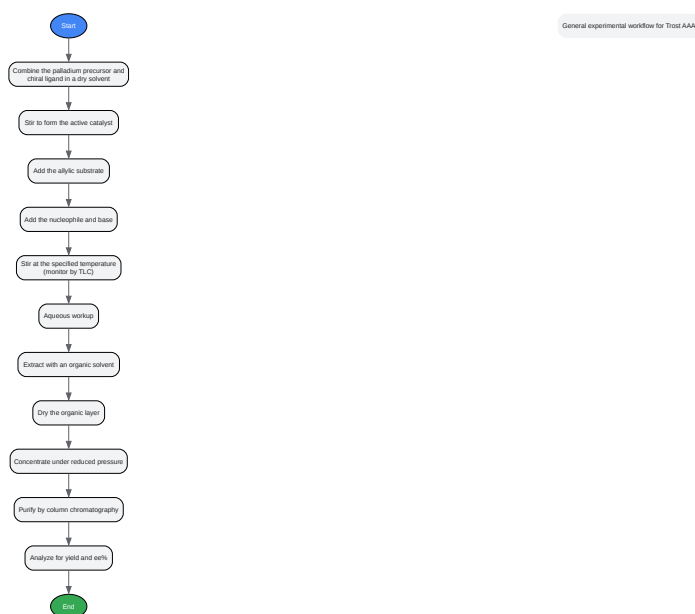 Start
General experimental workflow for Trost AAA
Combine the palladium precursor and
chiral ligand in a dry solvent
Stir to form the active catalyst
Add the allylic substrate
Add the nucleophile and base
Stir at the specified temperature
(monitor by TLC)
Aqueous workup
Extract with an organic solvent
Dry the organic layer
Concentrate under reduced pressure
Purify by column chromatography
Analyze for yield and ee%
End